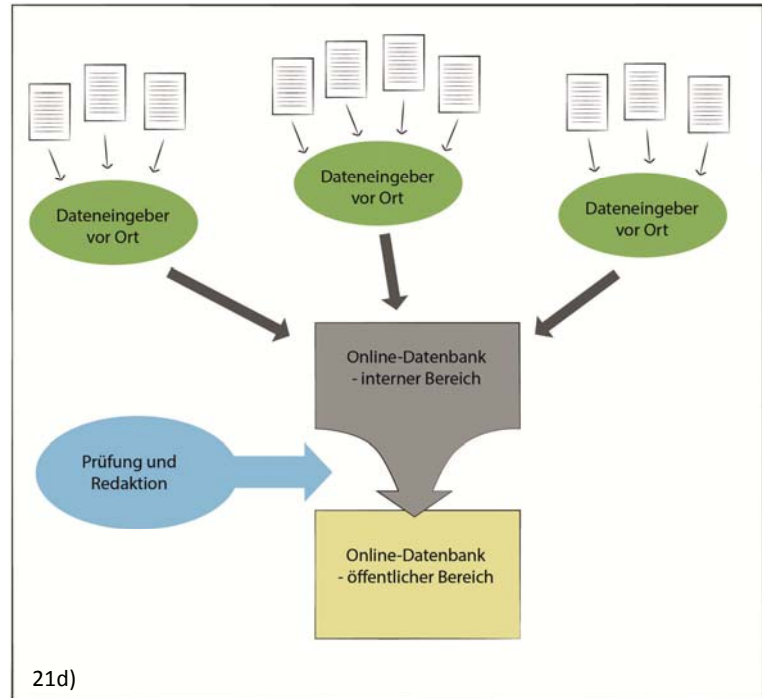 Dateneingeber
vor Ort
Dateneingeber
vor Ort
Dateneingeber
vor Ort
Online-Datenbank
- interner Bereich
Prüfung und
Redaktion
Online-Datenbank
- öffentlicher Bereich
21d)